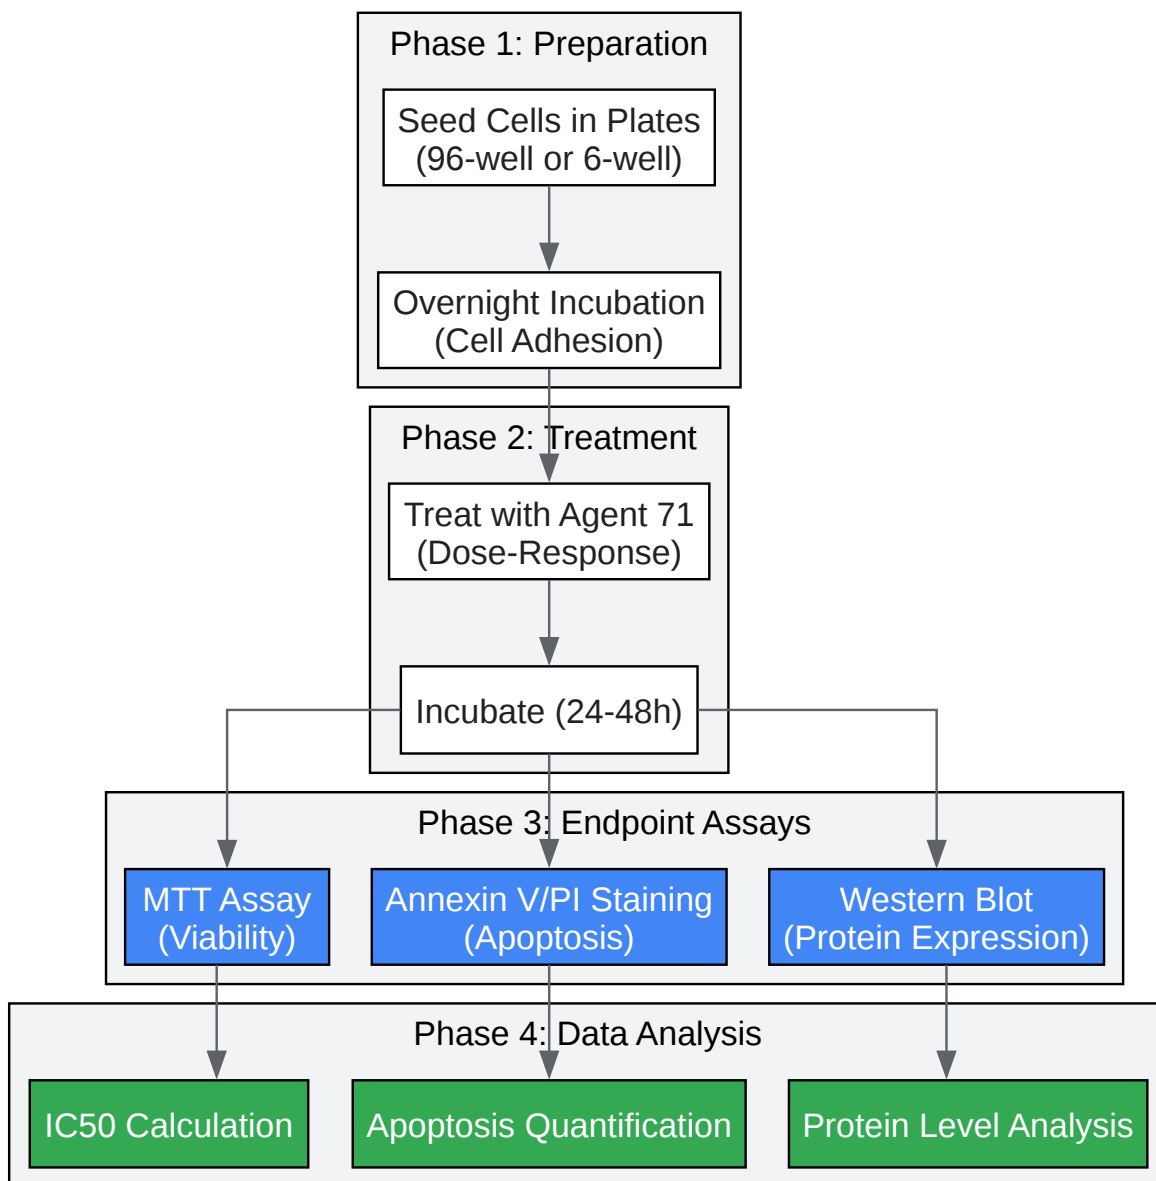 Phase 1: Preparation
Seed Cells in Plates
(96-well or 6-well)
Overnight Incubation
(Cell Adhesion)
Phase 2: Treatment
Treat with Agent 71
(Dose-Response)
Incubate (24-48h)
Phase 3: Endpoint Assays
MTT Assay
(Viability)
Annexin V/PI Staining
(Apoptosis)
Western Blot
(Protein Expression)
Phase 4: Data Analysis
IC50 Calculation
Apoptosis Quantification
Protein Level Analysis